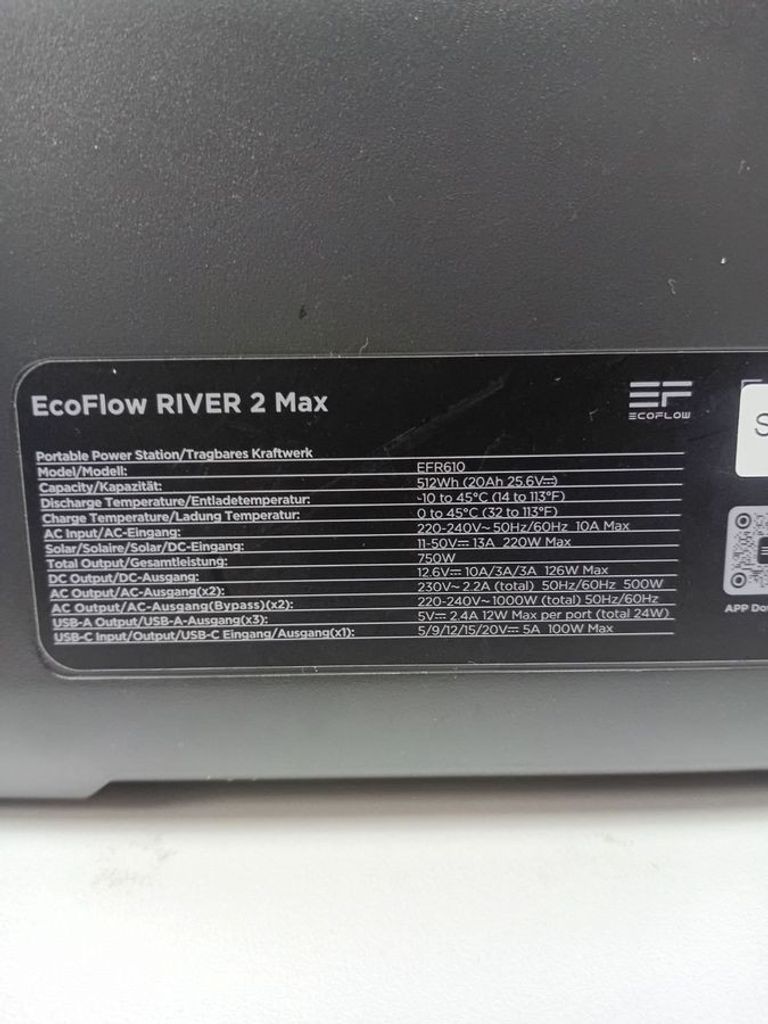 EcoFlow RIVER 2 Max
EF
ECOFLOW
S
Portable Power Station/Tragbares Kraftwerk
Model/Modell: EFR610
Capacity/Kapazität: 512Wh (20Ah 25.6V⎓)
Discharge Temperature/Entladetemperatur: -10 to 45°C (14 to 113°F)
Charge Temperature/Ladung Temperatur: 0 to 45°C (32 to 113°F)
AC Input/AC-Eingang: 220-240V~ 50Hz/60Hz 10A Max
Solar/Solaire/Solar/DC-Eingang: 11-50V⎓ 13A 220W Max
Total Output/Gesamtleistung: 750W
DC Output/DC-Ausgang: 12.6V⎓ 10A/3A/3A 126W Max
AC Output/AC-Ausgang(x2): 230V~ 2.2A (total) 50Hz/60Hz 500W
AC Output/AC-Ausgang(Bypass)(x2): 220-240V~ 1000W (total) 50Hz/60Hz
USB-A Output/USB-A-Ausgang(x3): 5V⎓ 2.4A 12W Max per port (total 24W)
USB-C Input/Output/USB-C Eingang/Ausgang(x1): 5/9/12/15/20V⎓ 5A 100W Max
APP